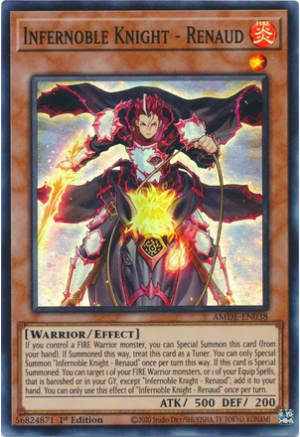 INFERNOBLE KNIGHT - RENAUD
FIRE
炎
AMDE-EN038
[WARRIOR/EFFECT]
If you control a FIRE Warrior monster, you can Special Summon this card
(from your hand). If Summoned this way, treat this card as a Tuner. You can only Special
Summon "Infernoble Knight - Renaud" once per turn this way. If this card is Special
Summoned: You can target 1 of your FIRE Warrior monsters, or 1 of your Equip Spells,
that is banished or in your GY, except "Infernoble Knight - Renaud", add it to your
hand. You can only use this effect of "Infernoble Knight - Renaud" once per turn.
ATK/ 500 DEF/ 200
56824871 1st Edition ©2020 Studio Dice/SHUEISHA, TV TOKYO, KONAMI